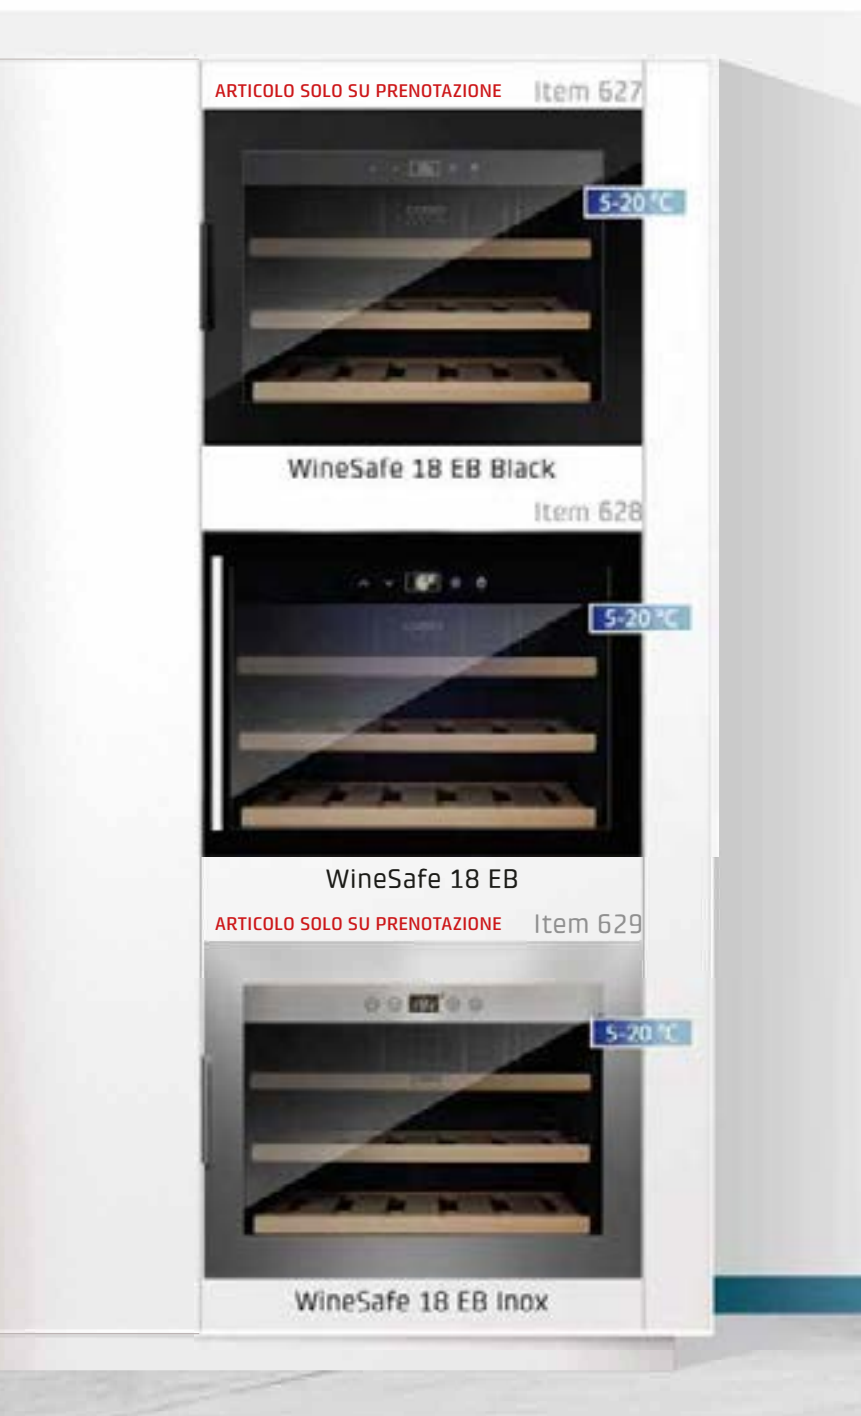 ARTICOLO SOLO SU PRENOTAZIONE Item 627
5-20 °C
WineSafe 18 EB Black
Item 628
5-20 °C
WineSafe 18 EB
ARTICOLO SOLO SU PRENOTAZIONE Item 629
5-20 °C
WineSafe 18 EB Inox